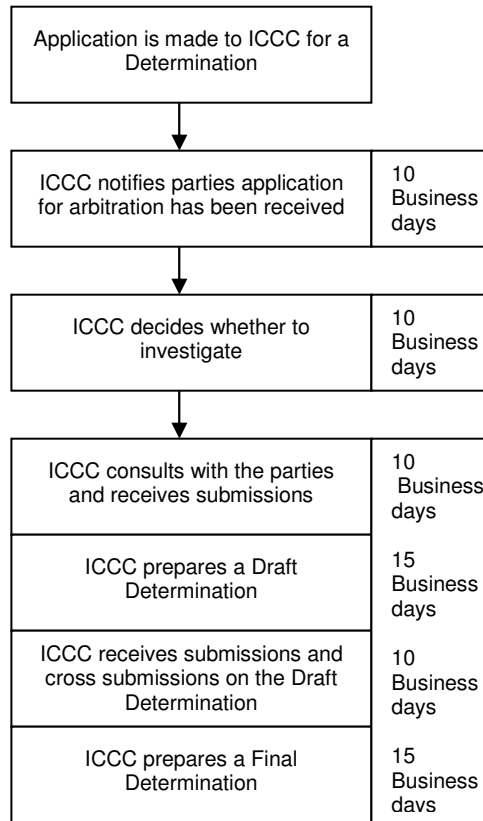 Application is made to ICCC for a
Determination
ICCC notifies parties application
for arbitration has been received
10
Business
days
ICCC decides whether to
investigate
10
Business
days
ICCC consults with the parties
and receives submissions
10
Business
days
ICCC prepares a Draft
Determination
15
Business
days
ICCC receives submissions and
cross submissions on the Draft
Determination
10
Business
days
ICCC prepares a Final
Determination
15
Business
days